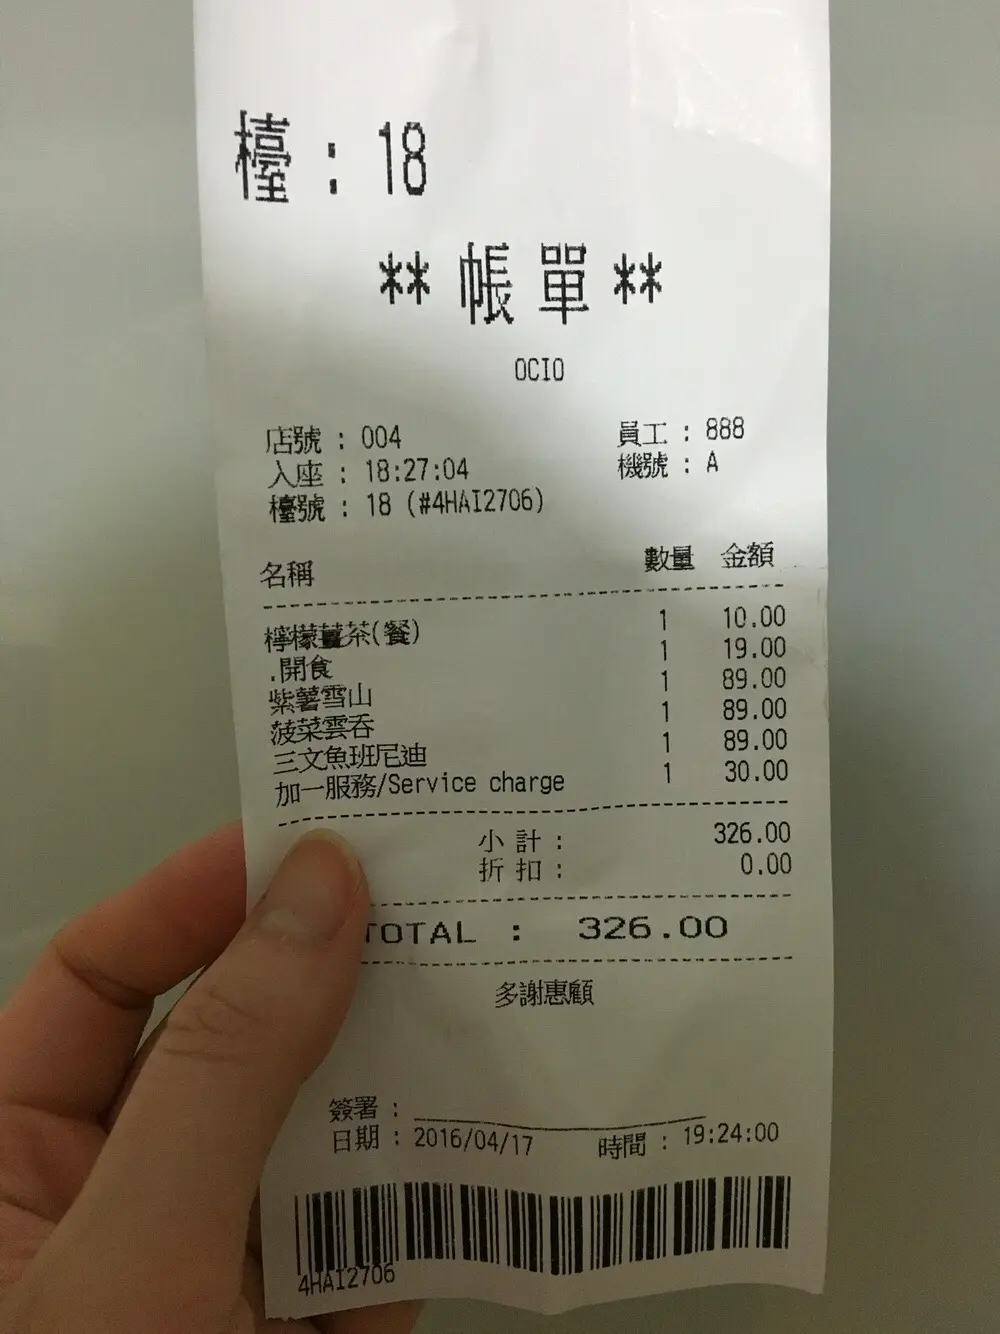 檯 : 18
** 帳 單 **
OCIO
店號 : 004 員工 : 888
入座 : 18:27:04 機號 : A
檯號 : 18 (#4HAI2706)
名稱 數量 金額
檸檬薑茶(餐) 1 10.00
.開食 1 19.00
紫薯雪山 1 89.00
菠菜雲吞 1 89.00
三文魚班尼迪 1 89.00
加一服務/Service charge 1 30.00
小 計 : 326.00
折 扣 : 0.00
TOTAL : 326.00
多謝惠顧
簽署 :
日期 : 2016/04/17 時間 : 19:24:00
4HAI2706